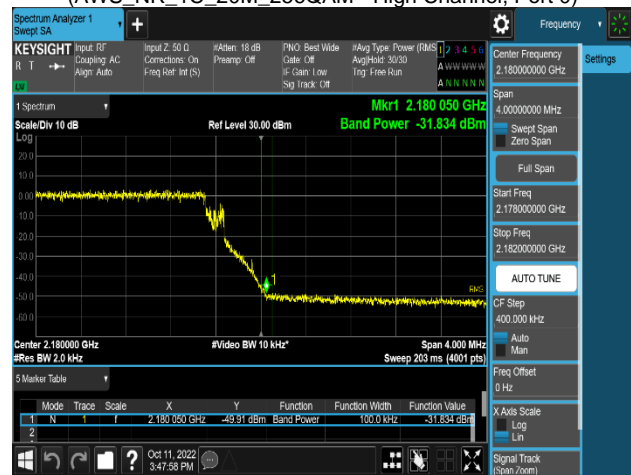 (AWS_NR_1C_20M_256QAM - High Channel, Port 0)
Spectrum Analyzer 1
Swept SA
Frequency
KEYSIGHT
R T
LW
Input: RF
Coupling: AC
Align: Auto
Input Z: 50 Ω
Corrections: On
Freq Ref: Int (S)
#Atten: 18 dB
Preamp: Off
PNO: Best Wide
Gate: Off
IF Gain: Low
Sig Track: Off
#Avg Type: Power (RMS
Avg|Hold: 30/30
Trig: Free Run
1 2 3 4 5 6
A W W W W W
A N N N N N
Center Frequency
2.180000000 GHz
Settings
Span
4.00000000 MHz
Swept Span
Zero Span
Full Span
Start Freq
2.178000000 GHz
Stop Freq
2.182000000 GHz
AUTO TUNE
CF Step
400.000 kHz
Auto
Man
Freq Offset
0 Hz
X Axis Scale
Log
Lin
Signal Track
(Span Zoom)
1 Spectrum
Scale/Div 10 dB
Log
Ref Level 30.00 dBm
Mkr1 2.180 050 GHz
Band Power -31.834 dBm
20.0
10.0
0.00
-10.0
-20.0
-30.0
-40.0
-50.0
-60.0
1
RMS
Center 2.180000 GHz
#Res BW 2.0 kHz
#Video BW 10 kHz*
Span 4.000 MHz
Sweep 203 ms (4001 pts)
5 Marker Table
Mode Trace Scale X Y Function Function Width Function Value
1 N 1 f 2.180 050 GHz -49.91 dBm Band Power 100.0 kHz -31.834 dBm
2
?
Oct 11, 2022
3:47:58 PM